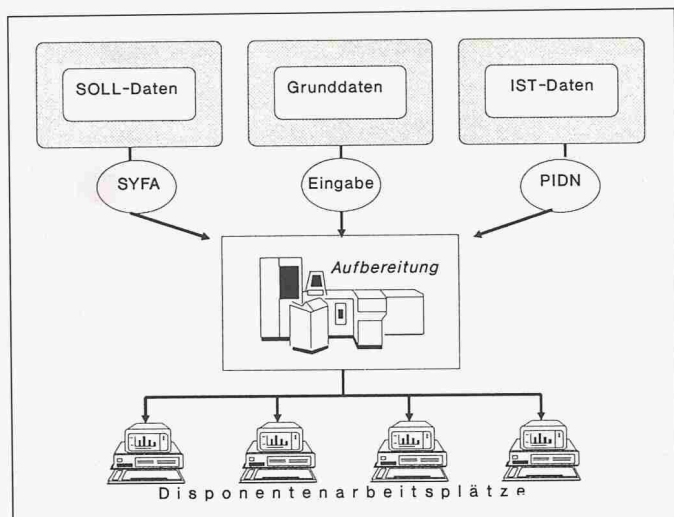 SOLL-Daten Grunddaten IST-Daten
SYFA Eingabe PIDN
Aufbereitung
Disponentenarbeitsplätze